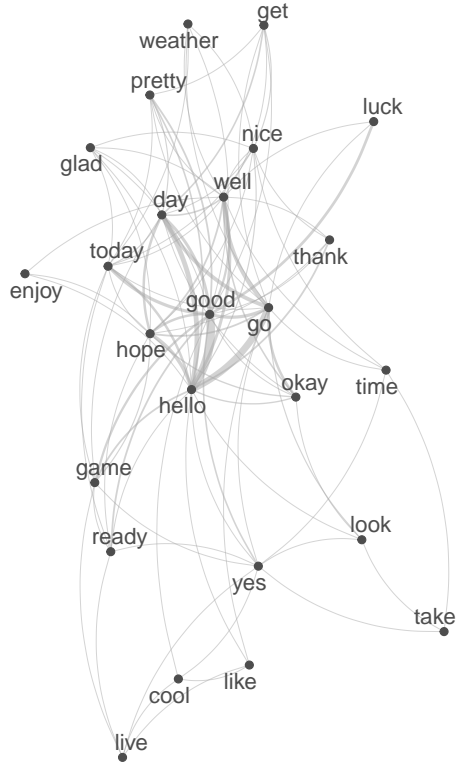 get
weather
pretty
luck
nice
glad
well
day
today
thank
enjoy
good
go
hope
okay
time
hello
game
look
ready
yes
take
like
cool
live